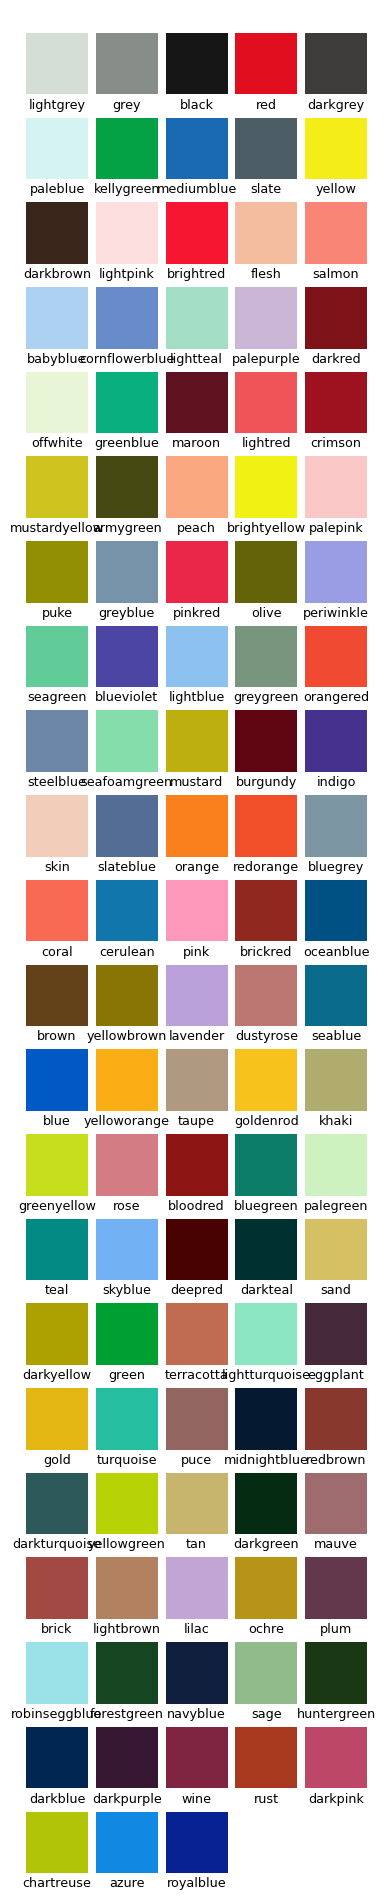 lightgrey grey black red darkgrey
paleblue kellygreen mediumblue slate yellow
darkbrown lightpink brightred flesh salmon
babyblue cornflowerblue lightteal palepurple darkred
offwhite greenblue maroon lightred crimson
mustardyellow armygreen peach brightyellow palepink
puke greyblue pinkred olive periwinkle
seagreen blueviolet lightblue greygreen orangered
steelblue seafoamgreen mustard burgundy indigo
skin slateblue orange redorange bluegrey
coral cerulean pink brickred oceanblue
brown yellowbrown lavender dustyrose seablue
blue yelloworange taupe goldenrod khaki
greenyellow rose bloodred bluegreen palegreen
teal skyblue deepred darkteal sand
darkyellow green terracotta lightturquoise eggplant
gold turquoise puce midnightblue redbrown
darkturquoise yellowgreen tan darkgreen mauve
brick lightbrown lilac ochre plum
robinseggblue forestgreen navyblue sage huntergreen
darkblue darkpurple wine rust darkpink
chartreuse azure royalblue